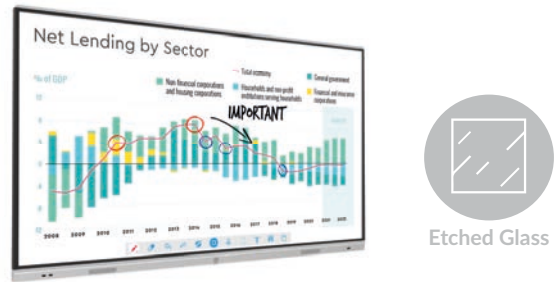 Net Lending by Sector
% of GDP
Non-financial corporations
and housing corporations
Total economy
Households and non-profit
institutions serving households
General government
Financial and insurance
corporations
IMPORTANT
2008 2009 2010 2011 2012 2013 2014 2015 2016 2017 2018 2019 2020 2021 2022
Etched Glass